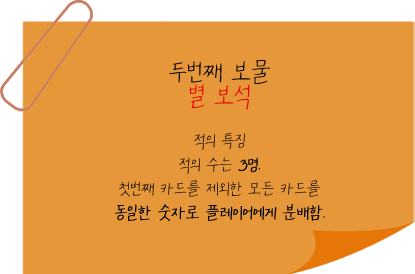 두번째 보물
별 보석
적의 특징
적의 수는 3명.
첫번째 카드를 제외한 모든 카드를
동일한 숫자로 플레이어에게 분배함.